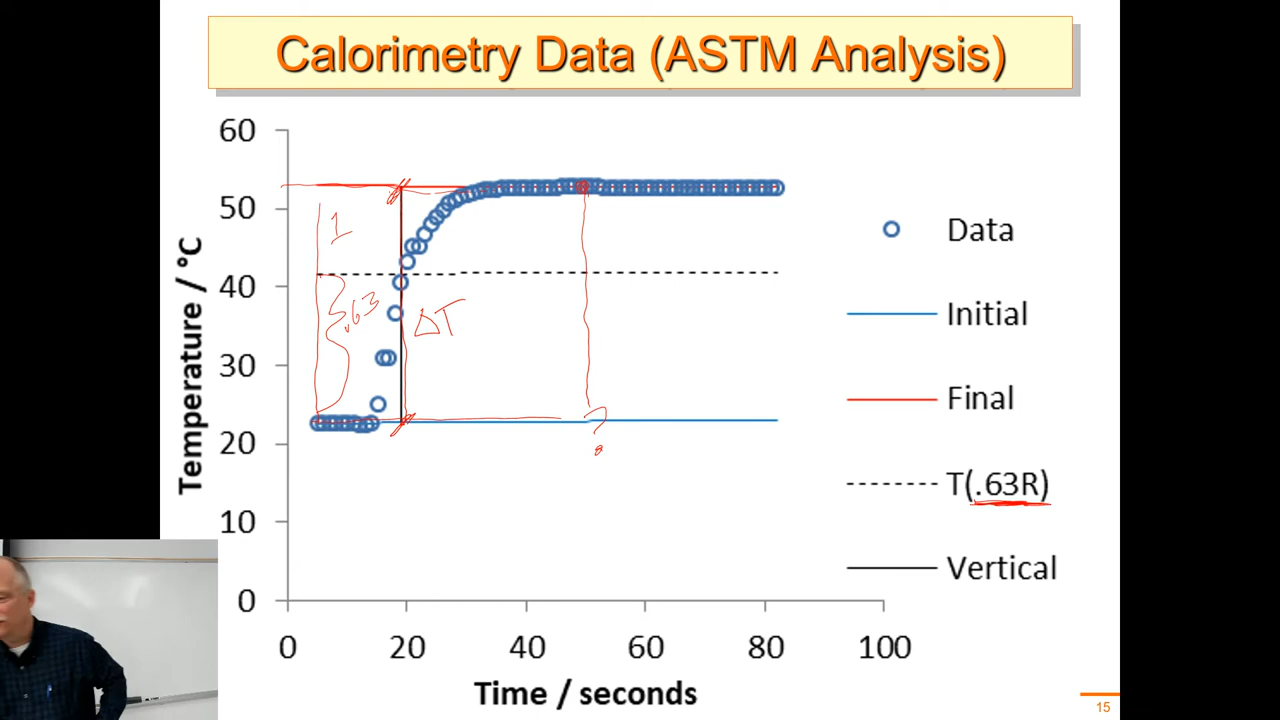 Calorimetry Data (ASTM Analysis)
60
50
40
30
20
10
0
Temperature / °C
0
20
40
60
80
100
Time / seconds
1
.63
ΔT
?
Data
Initial
Final
T(.63R)
Vertical
15